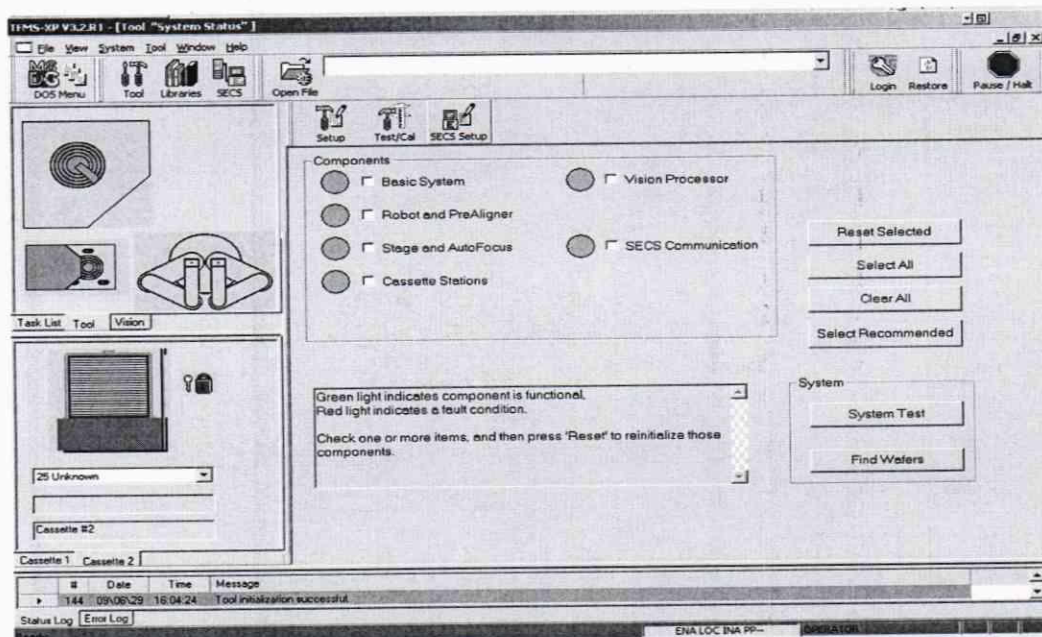 TFMS-XP V3.2.R1 - [Tool "System Status"]
File View System Tool Window Help
DOS Menu Tool Libraries SECS Open File Login Restore Pause / Halt
Setup Test/Cal SECS Setup
Components
Basic System Vision Processor
Robot and PreAligner
Stage and AutoFocus SECS Communication
Cassette Stations
Reset Selected
Select All
Clear All
Select Recommended
Task List Tool Vision
Green light indicates component is functional.
Red light indicates a fault condition.
Check one or more items, and then press 'Reset' to reinitialize those
components.
System
System Test
Find Wafers
25 Unknown
Cassette #2
Cassette 1 Cassette 2
# Date Time Message
144 09\06\29 16:04:24 Tool initialization successful
Status Log Error Log
ENA LOC INA PP-- OPERATOR